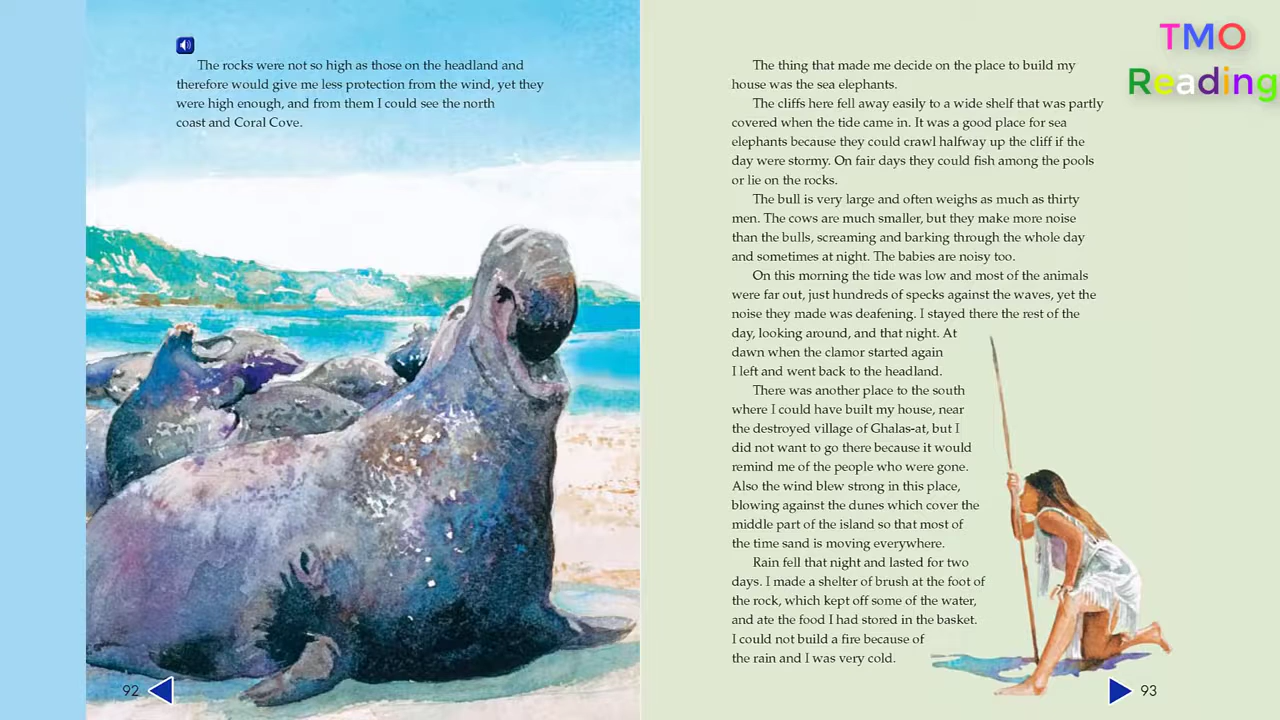 The rocks were not so high as those on the headland and
therefore would give me less protection from the wind, yet they
were high enough, and from them I could see the north
coast and Coral Cove.
92
The thing that made me decide on the place to build my
house was the sea elephants.
The cliffs here fell away easily to a wide shelf that was partly
covered when the tide came in. It was a good place for sea
elephants because they could crawl halfway up the cliff if the
day were stormy. On fair days they could fish among the pools
or lie on the rocks.
The bull is very large and often weighs as much as thirty
men. The cows are much smaller, but they make more noise
than the bulls, screaming and barking through the whole day
and sometimes at night. The babies are noisy too.
On this morning the tide was low and most of the animals
were far out, just hundreds of specks against the waves, yet the
noise they made was deafening. I stayed there the rest of the
day, looking around, and that night. At
dawn when the clamor started again
I left and went back to the headland.
There was another place to the south
where I could have built my house, near
the destroyed village of Ghalas-at, but I
did not want to go there because it would
remind me of the people who were gone.
Also the wind blew strong in this place,
blowing against the dunes which cover the
middle part of the island so that most of
the time sand is moving everywhere.
Rain fell that night and lasted for two
days. I made a shelter of brush at the foot of
the rock, which kept off some of the water,
and ate the food I had stored in the basket.
I could not build a fire because of
the rain and I was very cold.
93
TMO
Reading